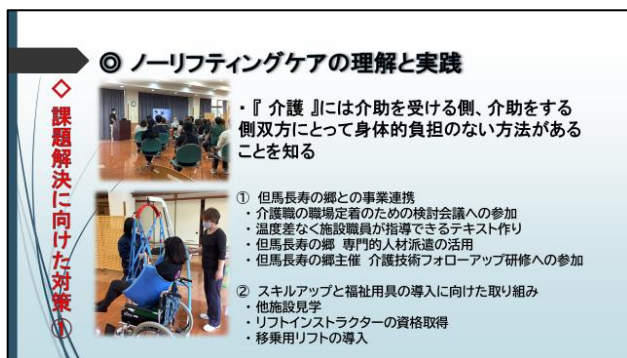 ◎ ノーリフティングケアの理解と実践
◇ 課題解決に向けた対策①
・『 介護 』には介助を受ける側、介助をする
側双方にとって身体的負担のない方法がある
ことを知る
① 但馬長寿の郷との事業連携
・介護職の職場定着のための検討会議への参加
・温度差なく施設職員が指導できるテキスト作り
・但馬長寿の郷 専門的人材派遣の活用
・但馬長寿の郷主催 介護技術フォローアップ研修への参加
② スキルアップと福祉用具の導入に向けた取り組み
・他施設見学
・リフトインストラクターの資格取得
・移乗用リフトの導入